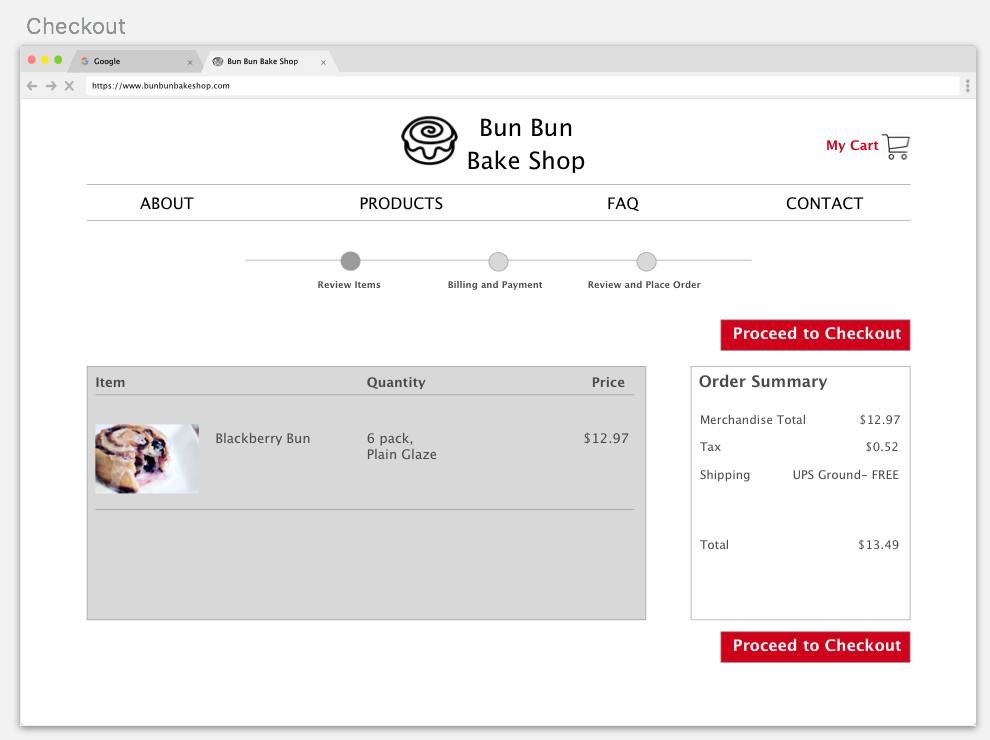 Checkout
Google
Bun Bun Bake Shop
https://www.bunbunbakeshop.com
Bun Bun
Bake Shop
My Cart
ABOUT PRODUCTS FAQ CONTACT
Review Items Billing and Payment Review and Place Order
Proceed to Checkout
Item Quantity Price
Blackberry Bun 6 pack, $12.97
Plain Glaze
Order Summary
Merchandise Total $12.97
Tax $0.52
Shipping UPS Ground- FREE
Total $13.49
Proceed to Checkout